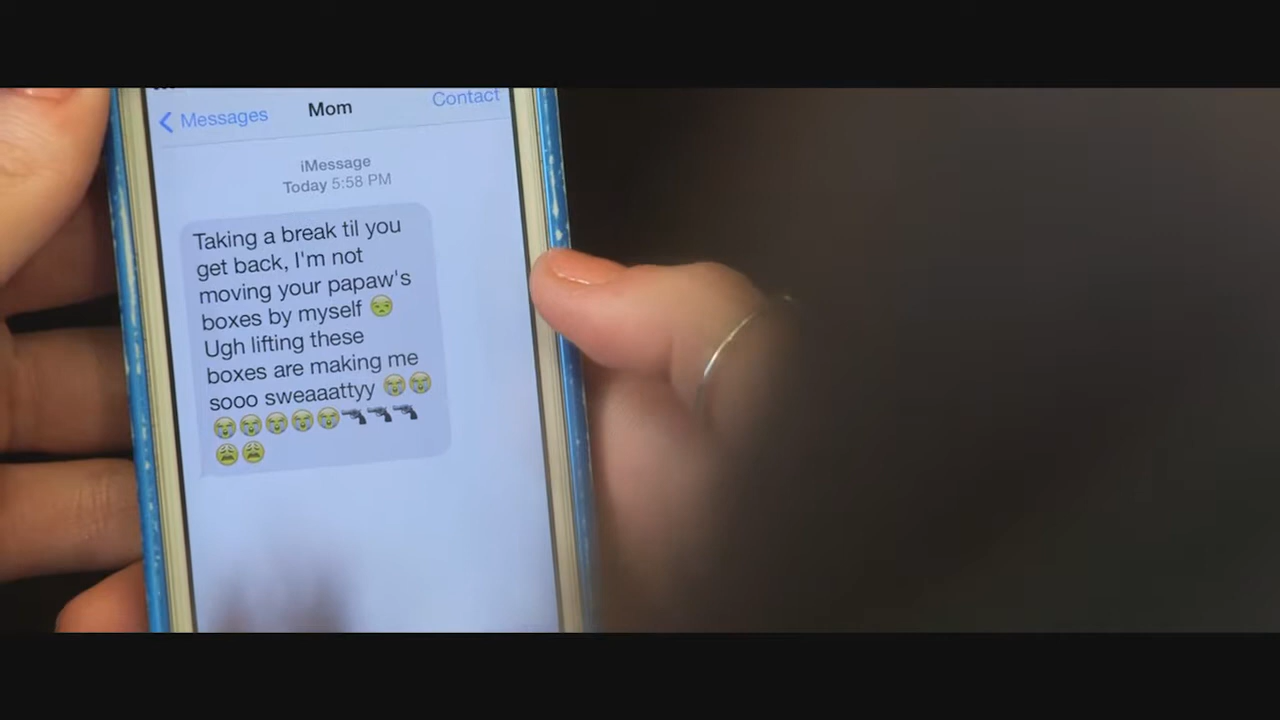 Messages Mom Contact
iMessage
Today 5:58 PM
Taking a break til you
get back, I'm not
moving your papaw's
boxes by myself 😒
Ugh lifting these
boxes are making me
sooo sweaaattyy 😭😭
😭😭😭😭😭🔫🔫🔫
😩😩